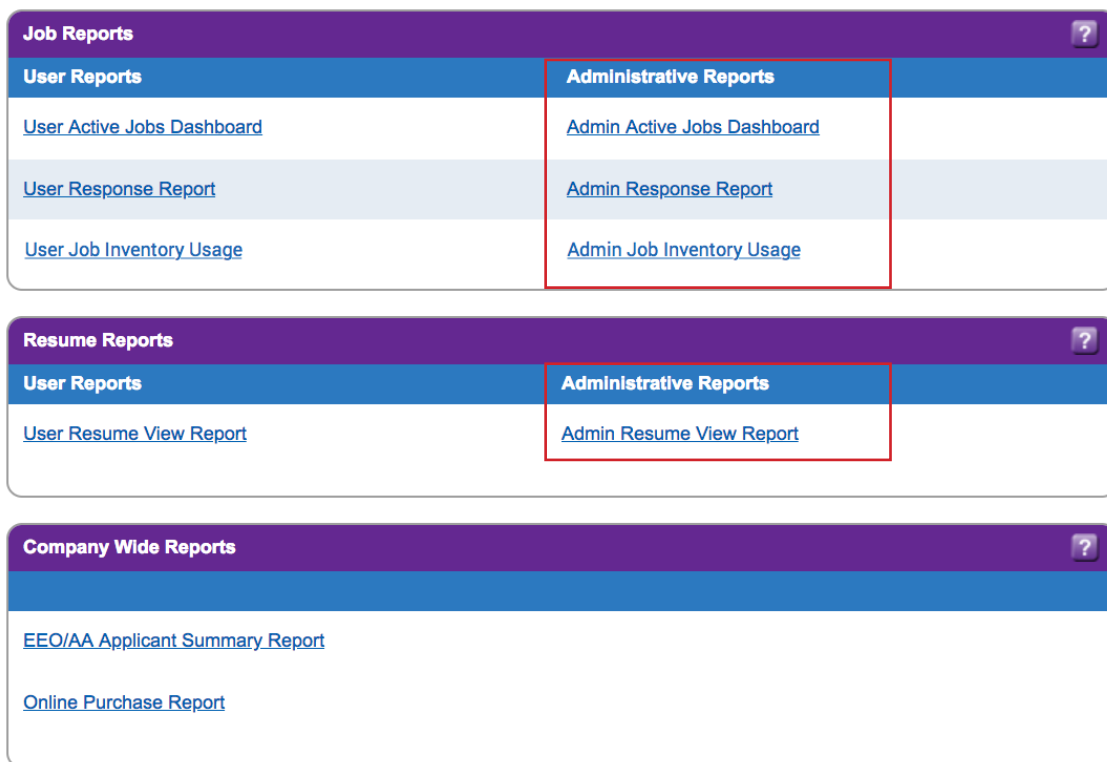 Job Reports ?
User Reports Administrative Reports
User Active Jobs Dashboard Admin Active Jobs Dashboard
User Response Report Admin Response Report
User Job Inventory Usage Admin Job Inventory Usage
Resume Reports ?
User Reports Administrative Reports
User Resume View Report Admin Resume View Report
Company Wide Reports ?
EEO/AA Applicant Summary Report
Online Purchase Report